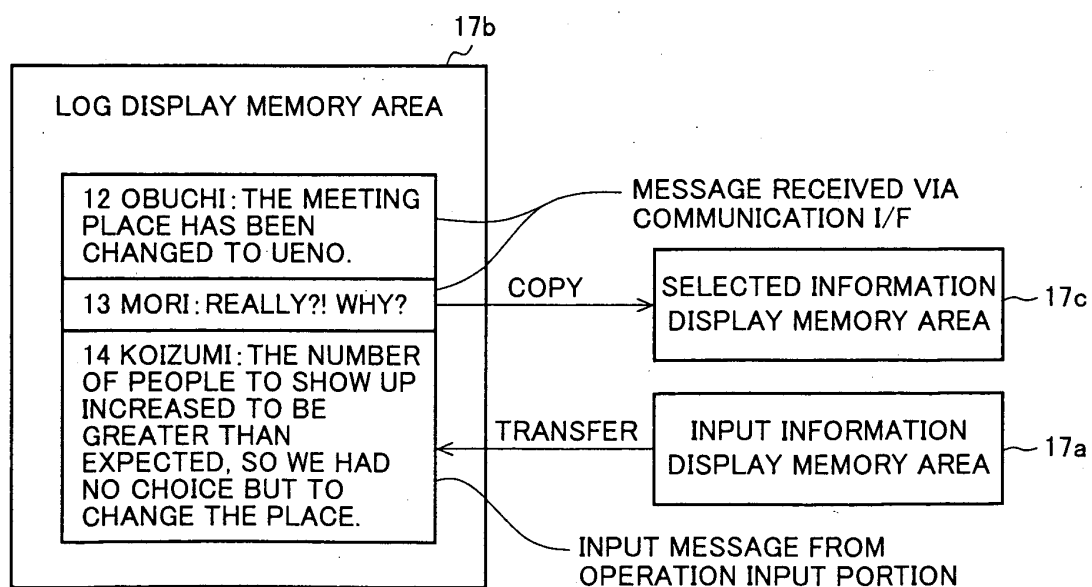 17b
LOG DISPLAY MEMORY AREA
12 OBUCHI: THE MEETING
PLACE HAS BEEN
CHANGED TO UENO.
13 MORI: REALLY?! WHY?
14 KOIZUMI: THE NUMBER
OF PEOPLE TO SHOW UP
INCREASED TO BE
GREATER THAN
EXPECTED, SO WE HAD
NO CHOICE BUT TO
CHANGE THE PLACE.
MESSAGE RECEIVED VIA
COMMUNICATION I/F
COPY
SELECTED INFORMATION
DISPLAY MEMORY AREA
17c
TRANSFER
INPUT INFORMATION
DISPLAY MEMORY AREA
17a
INPUT MESSAGE FROM
OPERATION INPUT PORTION